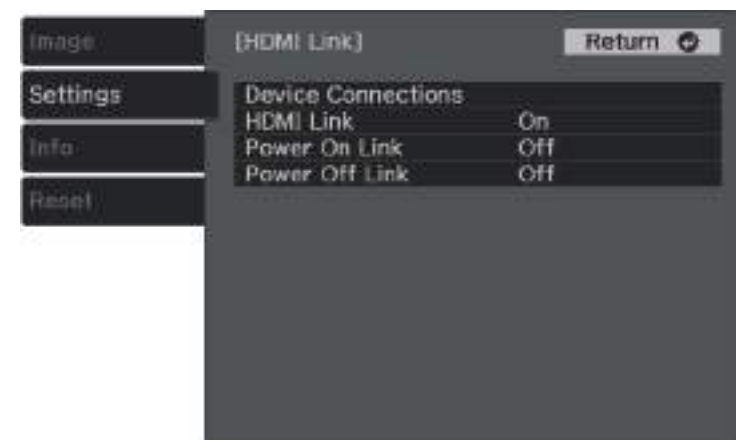 Image
Settings
Info
Reset
[HDMI Link]
Return
Device Connections
HDMI Link On
Power On Link Off
Power Off Link Off